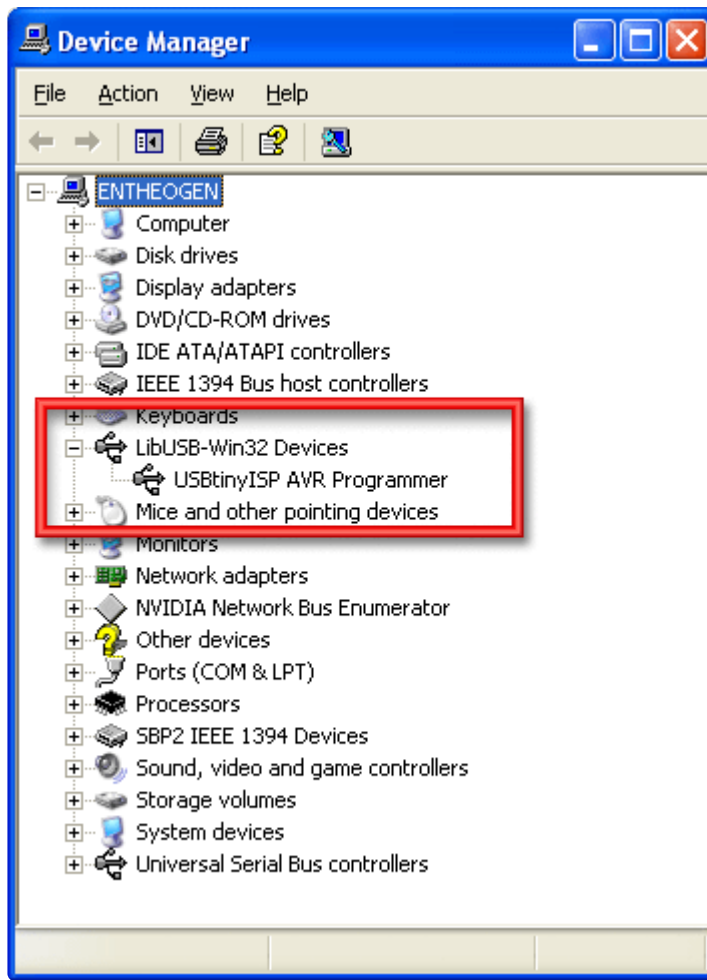 Device Manager
File Action View Help
ENTHEOGEN
Computer
Disk drives
Display adapters
DVD/CD-ROM drives
IDE ATA/ATAPI controllers
IEEE 1394 Bus host controllers
Keyboards
LibUSB-Win32 Devices
USBtinyISP AVR Programmer
Mice and other pointing devices
Monitors
Network adapters
NVIDIA Network Bus Enumerator
Other devices
Ports (COM & LPT)
Processors
SBP2 IEEE 1394 Devices
Sound, video and game controllers
Storage volumes
System devices
Universal Serial Bus controllers